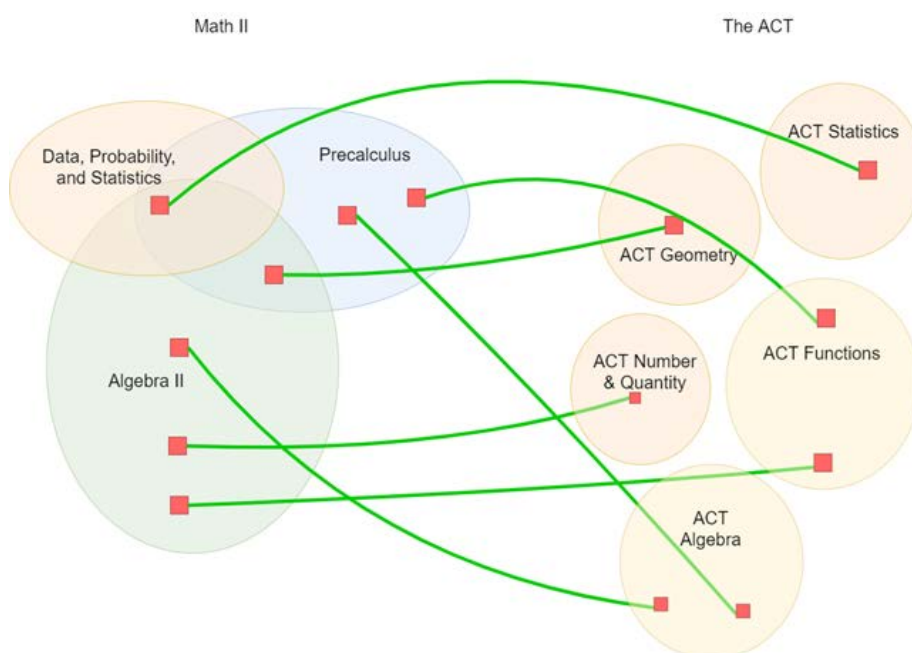 Math II
The ACT
Data, Probability,
and Statistics
Precalculus
ACT Statistics
ACT Geometry
ACT Number
& Quantity
ACT Functions
Algebra II
ACT
Algebra